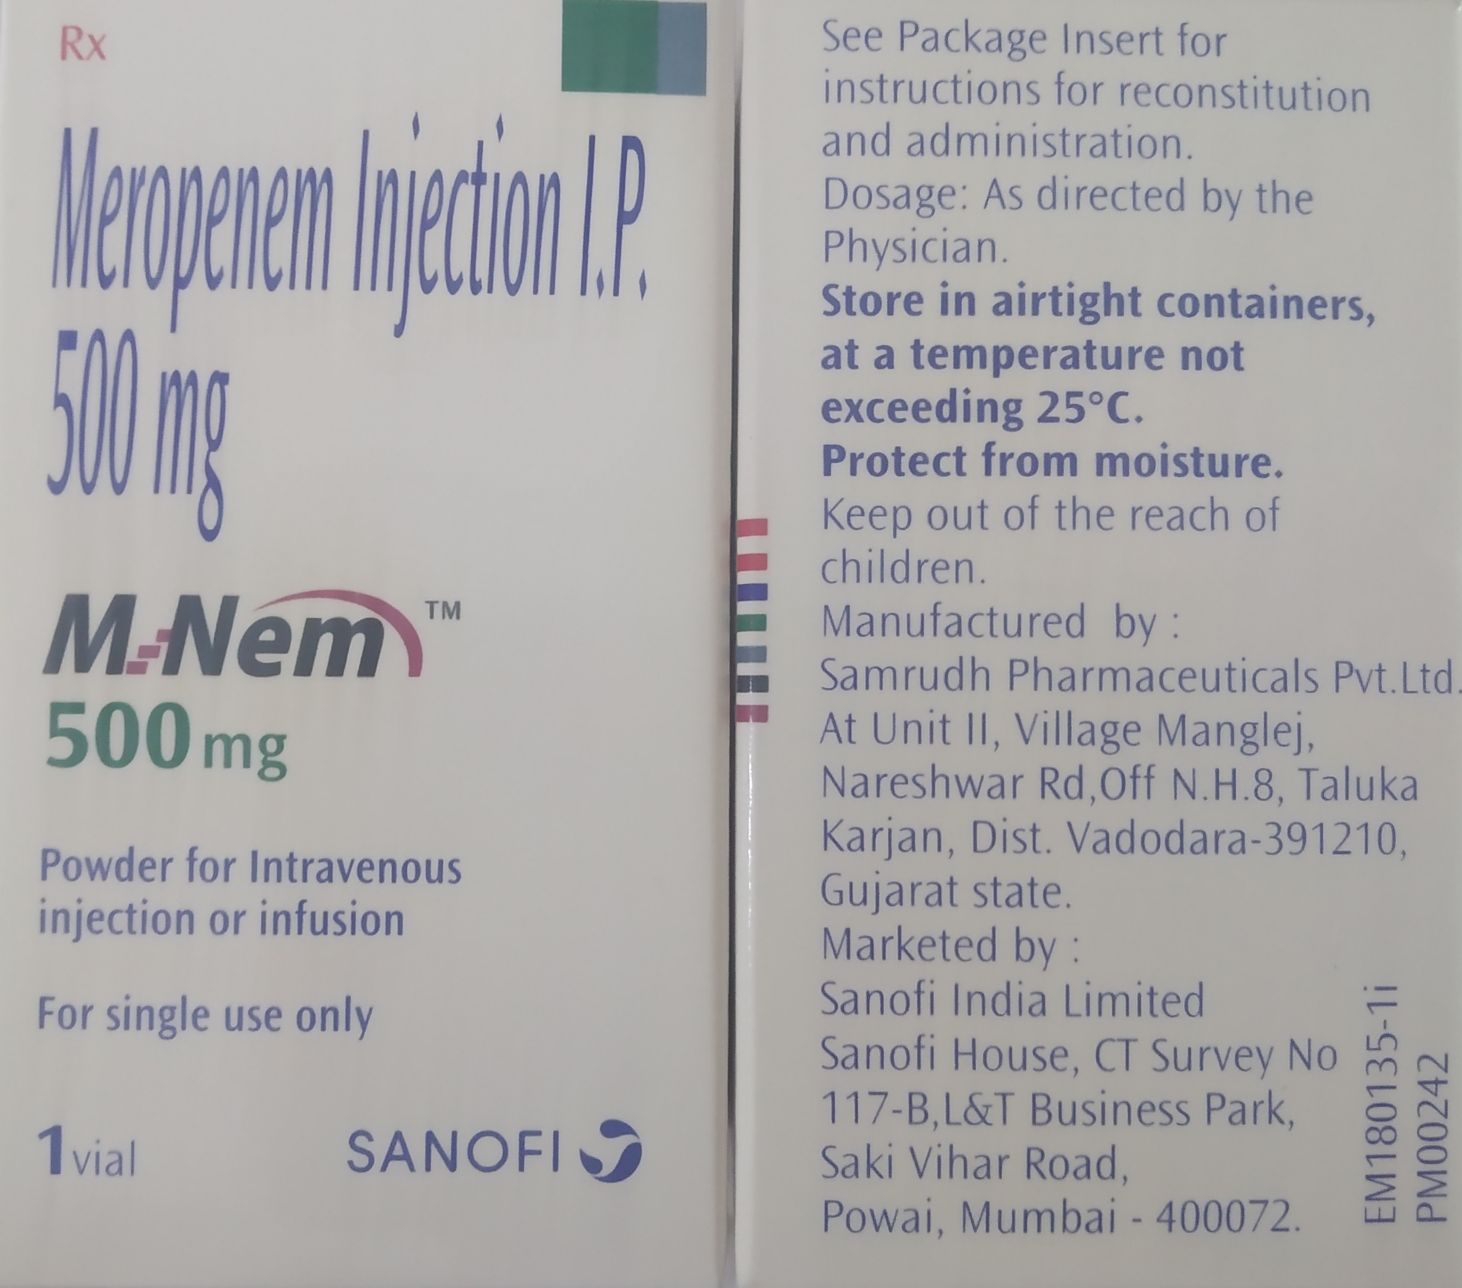 Rx
Meropenem Injection I.P.
500 mg
M-Nem™
500 mg
Powder for Intravenous
injection or infusion
For single use only
1 vial
SANOFI
See Package Insert for
instructions for reconstitution
and administration.
Dosage: As directed by the
Physician.
Store in airtight containers,
at a temperature not
exceeding 25°C.
Protect from moisture.
Keep out of the reach of
children.
Manufactured by :
Samrudh Pharmaceuticals Pvt.Ltd.
At Unit II, Village Manglej,
Nareshwar Rd,Off N.H.8, Taluka
Karjan, Dist. Vadodara-391210,
Gujarat state.
Marketed by :
Sanofi India Limited
Sanofi House, CT Survey No
117-B,L&T Business Park,
Saki Vihar Road,
Powai, Mumbai - 400072.
EM180135-1i
PM00242